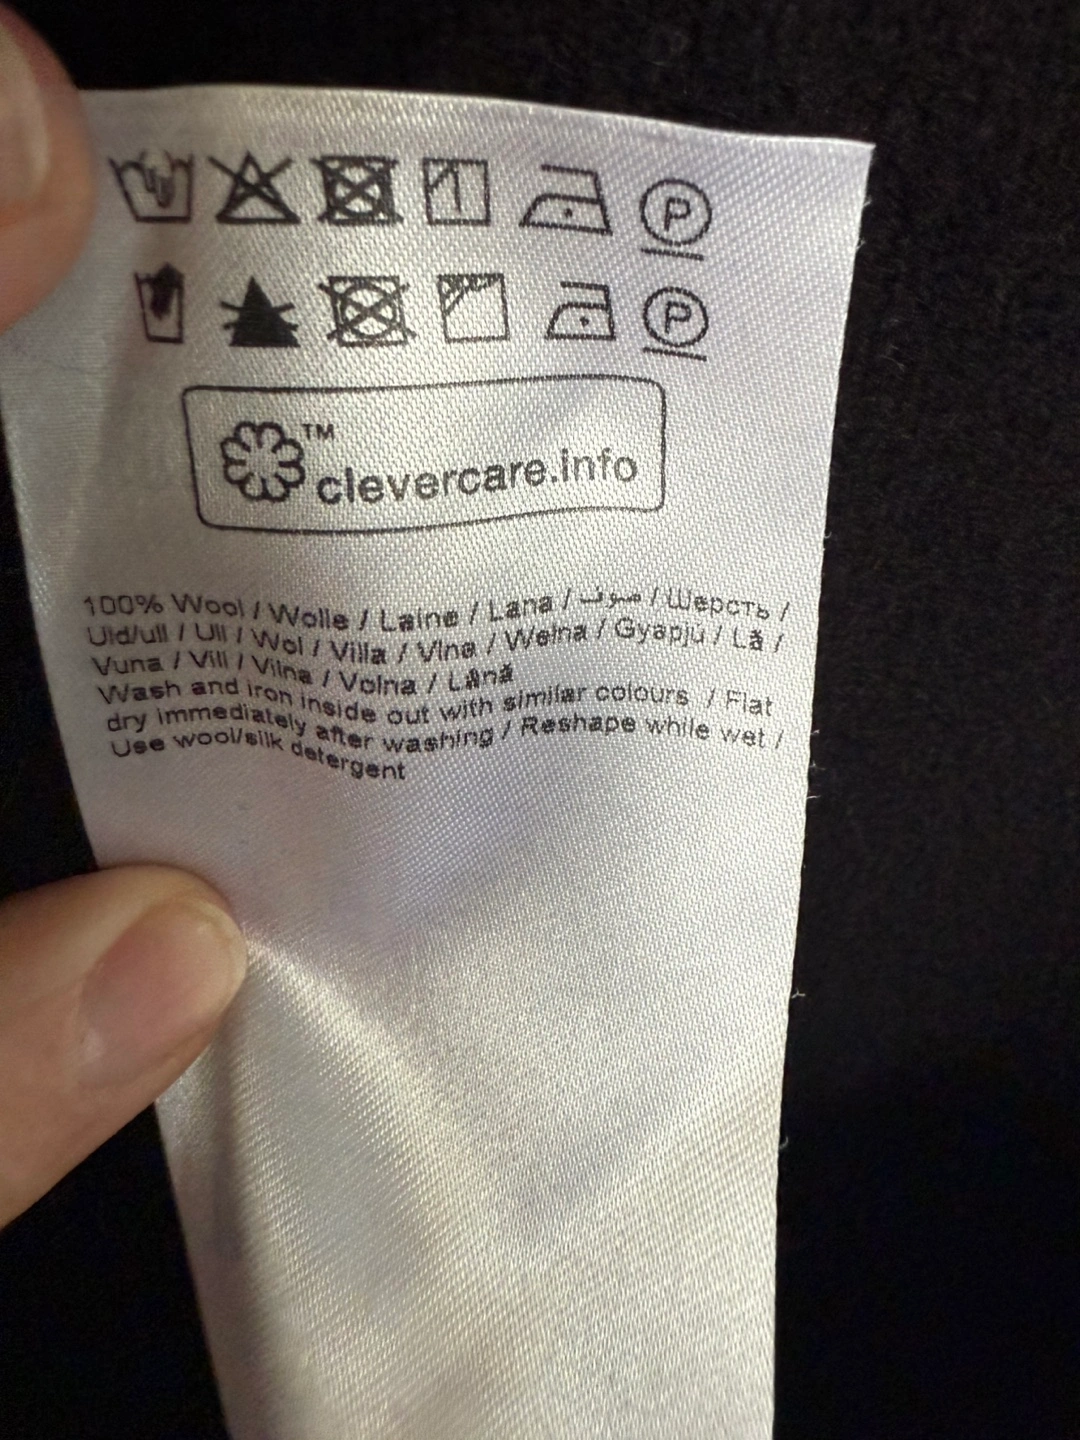 P
P
™
clevercare.info
100% Wool / Wolle / Laine / Lana / صوف / Шерсть /
Uld/ull / Ull / Wol / Villa / Vlna / Wełna / Gyapjú / Lã /
Vuna / Vill / Vilna / Volna / Lână
Wash and iron inside out with similar colours / Flat
dry immediately after washing / Reshape while wet /
Use wool/silk detergent